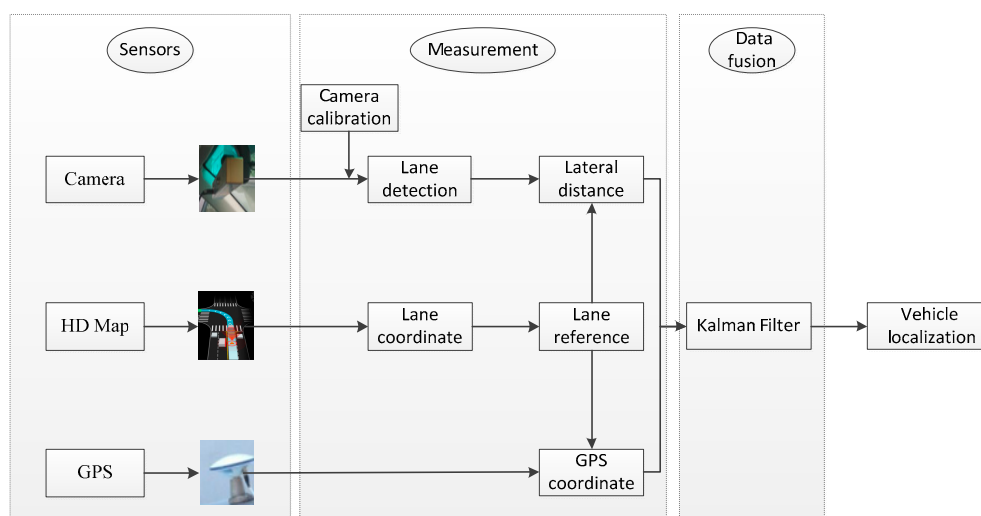 Sensors
Measurement
Data
fusion
Camera
calibration
Camera
Lane
detection
Lateral
distance
HD Map
Lane
coordinate
Lane
reference
Kalman Filter
Vehicle
localization
GPS
GPS
coordinate